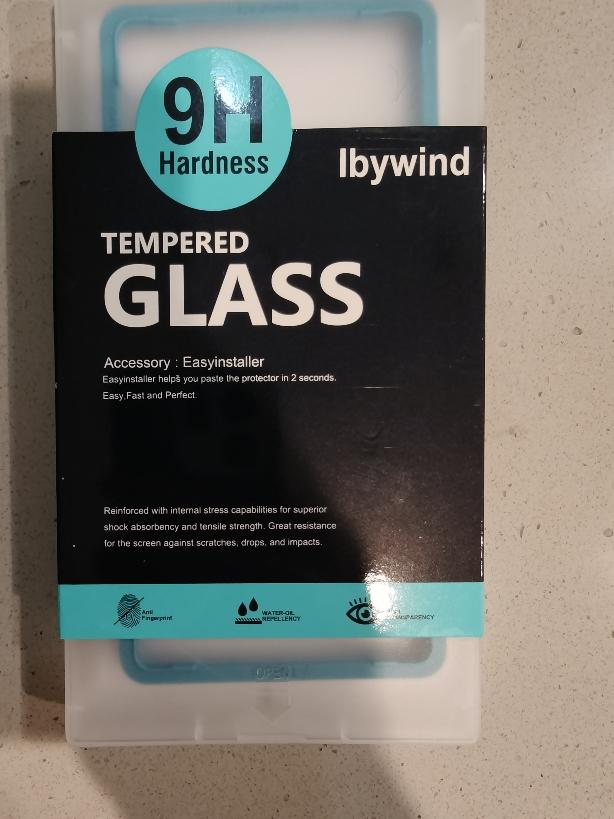 9H
Hardness
Ibywind
TEMPERED
GLASS
Accessory : Easyinstaller
Easyinstaller helps you paste the protector in 2 seconds.
Easy,Fast and Perfect.
Reinforced with internal stress capabilities for superior
shock absorbency and tensile strength. Great resistance
for the screen against scratches, drops, and impacts.
Anti
Fingerprint
WATER-OIL
REPELLENCY
OPEN